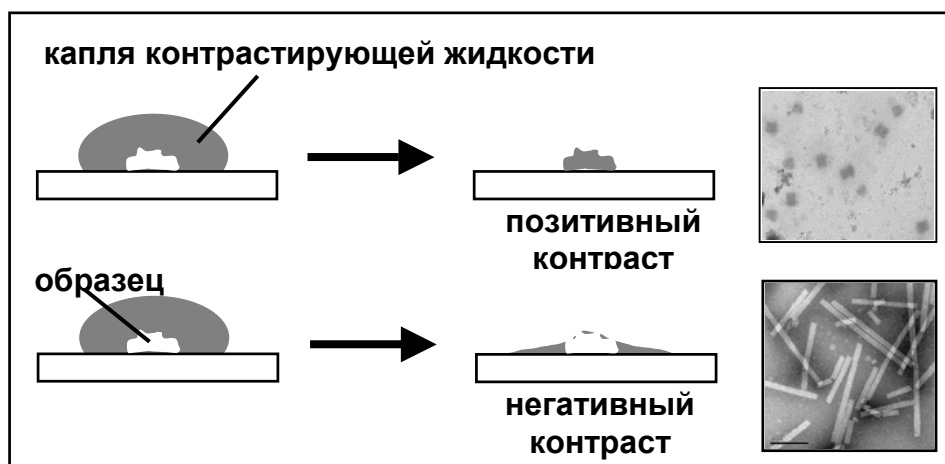 капля контрастирующей жидкости
позитивный
контраст
образец
негативный
контраст